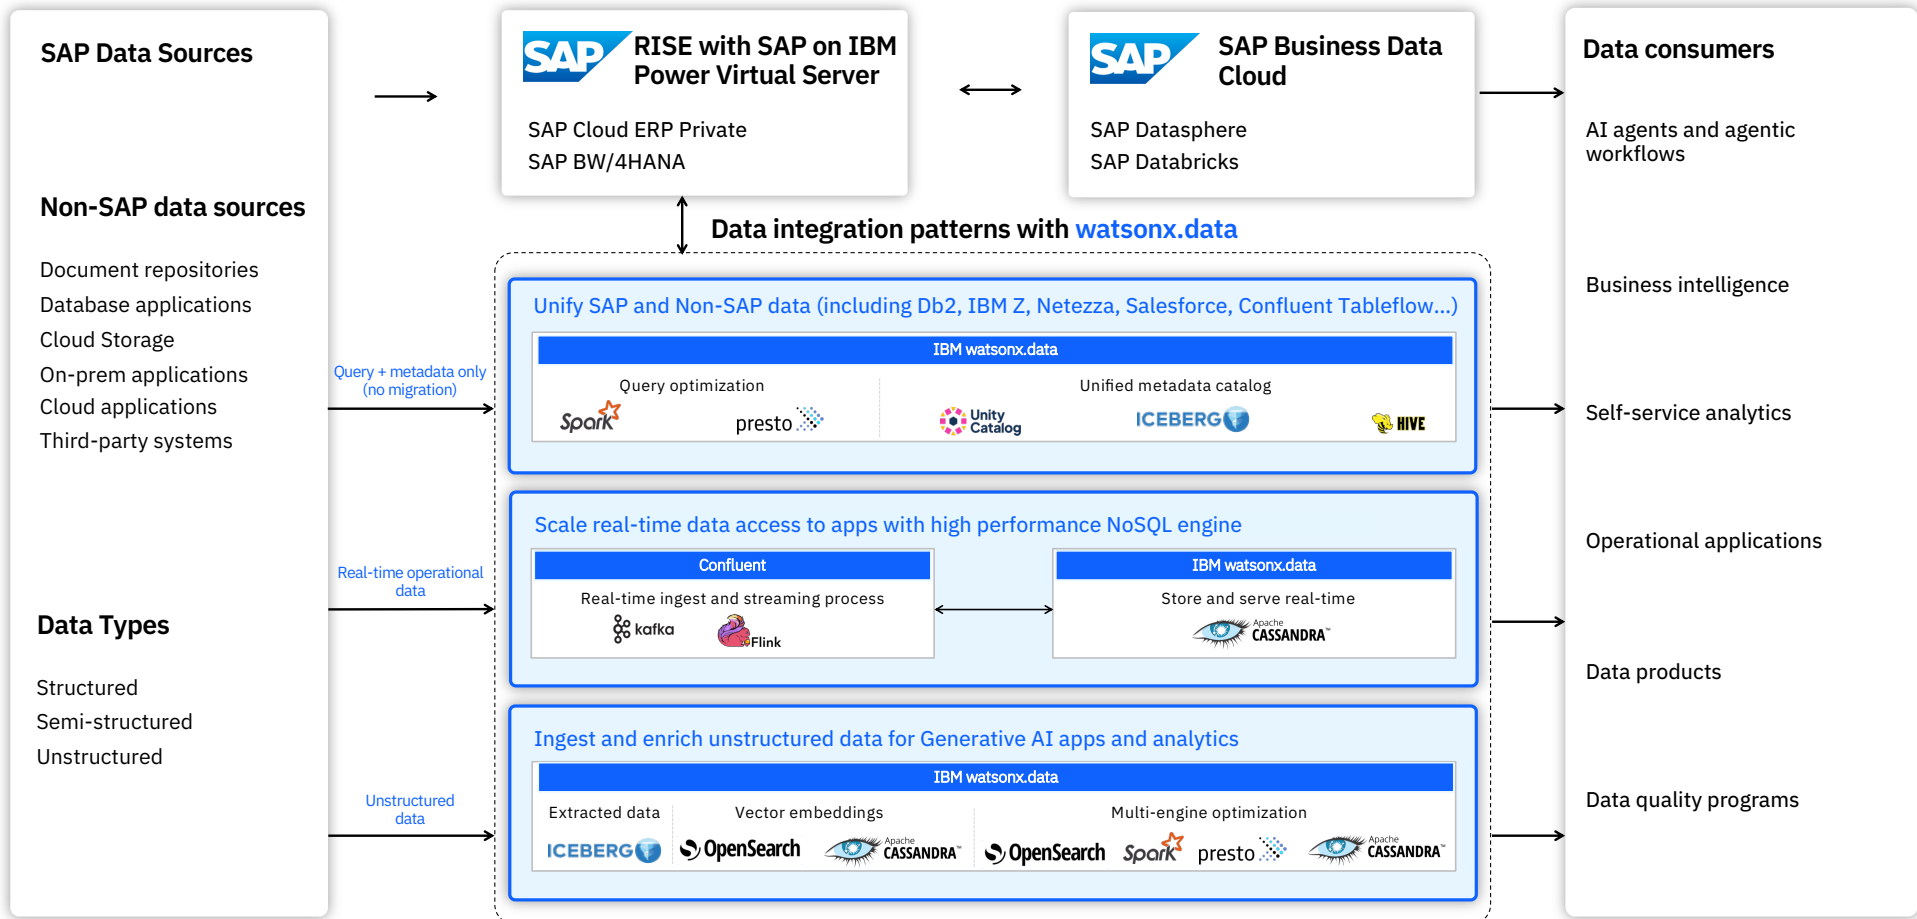 SAP Data Sources
Non-SAP data sources
Document repositories
Database applications
Cloud Storage
On-prem applications
Cloud applications
Third-party systems
Data Types
Structured
Semi-structured
Unstructured
Query + metadata only
(no migration)
Real-time operational
data
Unstructured
data
SAP
RISE with SAP on IBM
Power Virtual Server
SAP Cloud ERP Private
SAP BW/4HANA
SAP
SAP Business Data
Cloud
SAP Datasphere
SAP Databricks
Data integration patterns with watsonx.data
Unify SAP and Non-SAP data (including Db2, IBM Z, Netezza, Salesforce, Confluent Tableflow...)
IBM watsonx.data
Query optimization
Spark
presto
Unified metadata catalog
Unity
Catalog
ICEBERG
HIVE
Scale real-time data access to apps with high performance NoSQL engine
Confluent
Real-time ingest and streaming process
kafka
Flink
IBM watsonx.data
Store and serve real-time
Apache
CASSANDRA™
Ingest and enrich unstructured data for Generative AI apps and analytics
IBM watsonx.data
Extracted data
ICEBERG
Vector embeddings
OpenSearch
Apache
CASSANDRA™
Multi-engine optimization
OpenSearch
Spark
presto
Apache
CASSANDRA™
Data consumers
AI agents and agentic
workflows
Business intelligence
Self-service analytics
Operational applications
Data products
Data quality programs